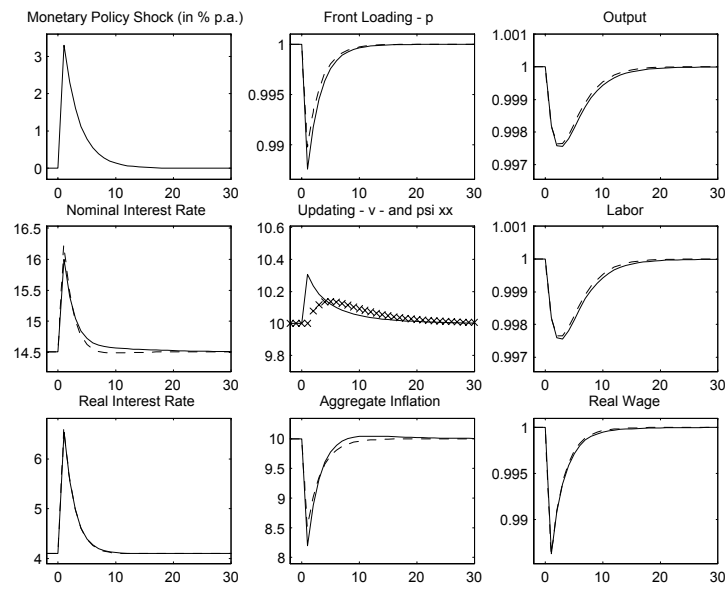 Monetary Policy Shock (in % p.a.)
3
2
1
0
0 10 20 30
Front Loading - p
1
0.995
0.99
0 10 20 30
Output
1.001
1
0.999
0.998
0.997
0 10 20 30
Nominal Interest Rate
16.5
16
15.5
15
14.5
0 10 20 30
Updating - v - and psi xx
10.6
10.4
10.2
10
9.8
0 10 20 30
Labor
1.001
1
0.999
0.998
0.997
0 10 20 30
Real Interest Rate
6
5
4
0 10 20 30
Aggregate Inflation
10
9.5
9
8.5
8
0 10 20 30
Real Wage
1
0.995
0.99
0 10 20 30